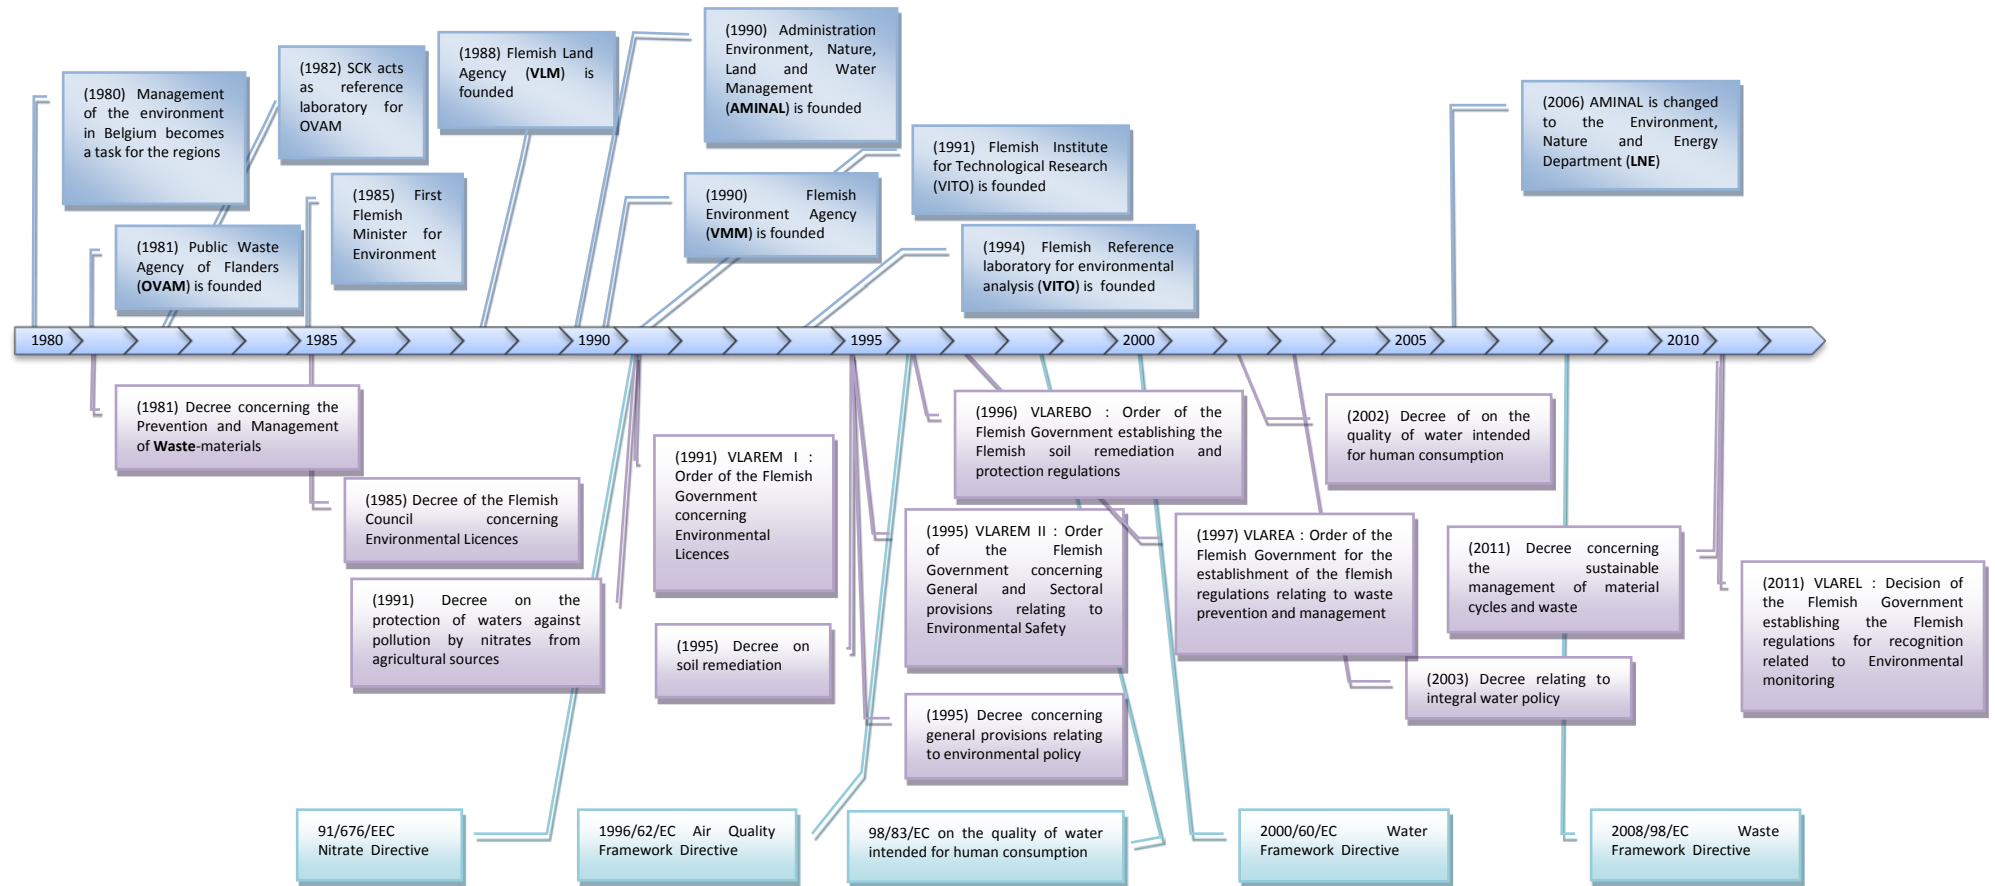 (1980) Management
of the environment
in Belgium becomes
a task for the regions
(1981) Public Waste
Agency of Flanders
(OVAM) is founded
(1982) SCK acts
as reference
laboratory for
OVAM
(1985) First
Flemish
Minister for
Environment
(1988) Flemish Land
Agency (VLM) is
founded
(1990) Administration
Environment, Nature,
Land and Water
Management
(AMINAL) is founded
(1990) Flemish
Environment Agency
(VMM) is founded
(1991) Flemish Institute
for Technological Research
(VITO) is founded
(1994) Flemish Reference
laboratory for environmental
analysis (VITO) is founded
(2006) AMINAL is changed
to the Environment,
Nature and Energy
Department (LNE)
1980 1985 1990 1995 2000 2005 2010
(1981) Decree concerning the
Prevention and Management
of Waste-materials
(1985) Decree of the Flemish
Council concerning
Environmental Licences
(1991) Decree on the
protection of waters against
pollution by nitrates from
agricultural sources
(1991) VLAREM I :
Order of the Flemish
Government
concerning
Environmental
Licences
(1995) Decree on
soil remediation
(1996) VLAREBO : Order of the
Flemish Government establishing the
Flemish soil remediation and
protection regulations
(1995) VLAREM II : Order
of the Flemish
Government concerning
General and Sectoral
provisions relating to
Environmental Safety
(1995) Decree concerning
general provisions relating
to environmental policy
(1997) VLAREA : Order of the
Flemish Government for the
establishment of the flemish
regulations relating to waste
prevention and management
(2002) Decree of on the
quality of water intended
for human consumption
(2003) Decree relating to
integral water policy
(2011) Decree concerning
the sustainable
management of material
cycles and waste
(2011) VLAREL : Decision of
the Flemish Government
establishing the Flemish
regulations for recognition
related to Environmental
monitoring
91/676/EEC
Nitrate Directive
1996/62/EC Air Quality
Framework Directive
98/83/EC on the quality of water
intended for human consumption
2000/60/EC Water
Framework Directive
2008/98/EC Waste
Framework Directive